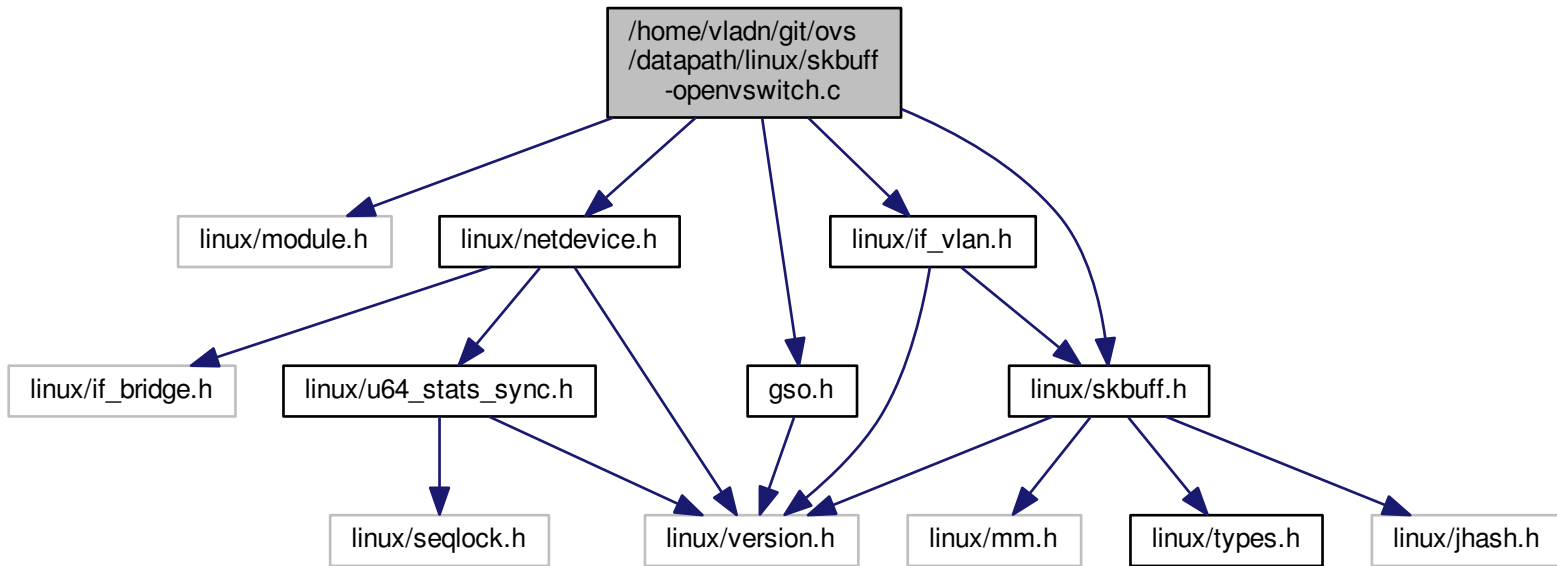 /home/vladn/git/ovs
/datapath/linux/skbuff
-openvswitch.c
linux/module.h
linux/netdevice.h
linux/if_vlan.h
linux/if_bridge.h
linux/u64_stats_sync.h
gso.h
linux/skbuff.h
linux/seqlock.h
linux/version.h
linux/mm.h
linux/types.h
linux/jhash.h